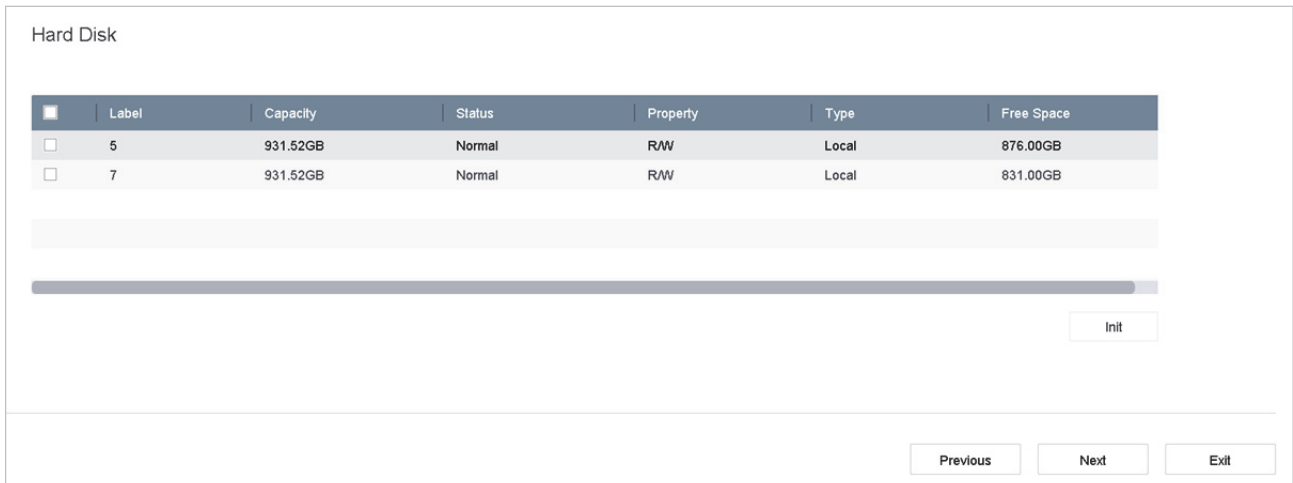 Hard Disk
Label Capacity Status Property Type Free Space
5 931.52GB Normal R/W Local 876.00GB
7 931.52GB Normal R/W Local 831.00GB
Init
Previous Next Exit